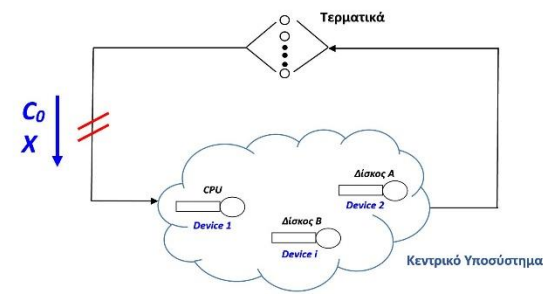 Τερματικά
C₀
X
Δίσκος Α
CPU
Device 2
Device 1
Δίσκος Β
Device i
Κεντρικό Υποσύστημα